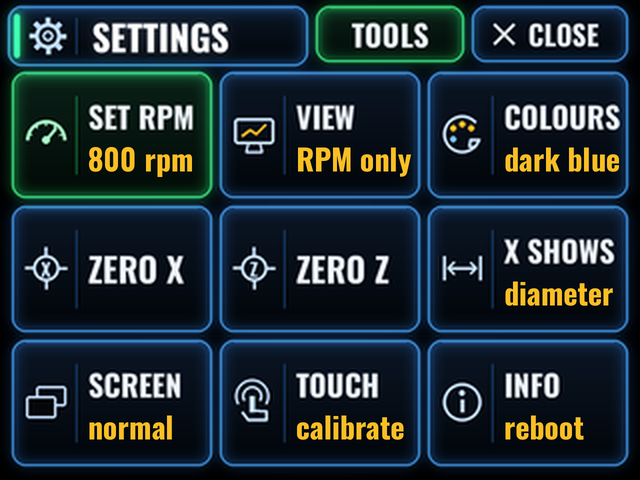 SETTINGS
TOOLS
CLOSE
SET RPM
800 rpm
VIEW
RPM only
COLOURS
dark blue
X
ZERO X
Z
ZERO Z
X SHOWS
diameter
SCREEN
normal
TOUCH
calibrate
INFO
reboot